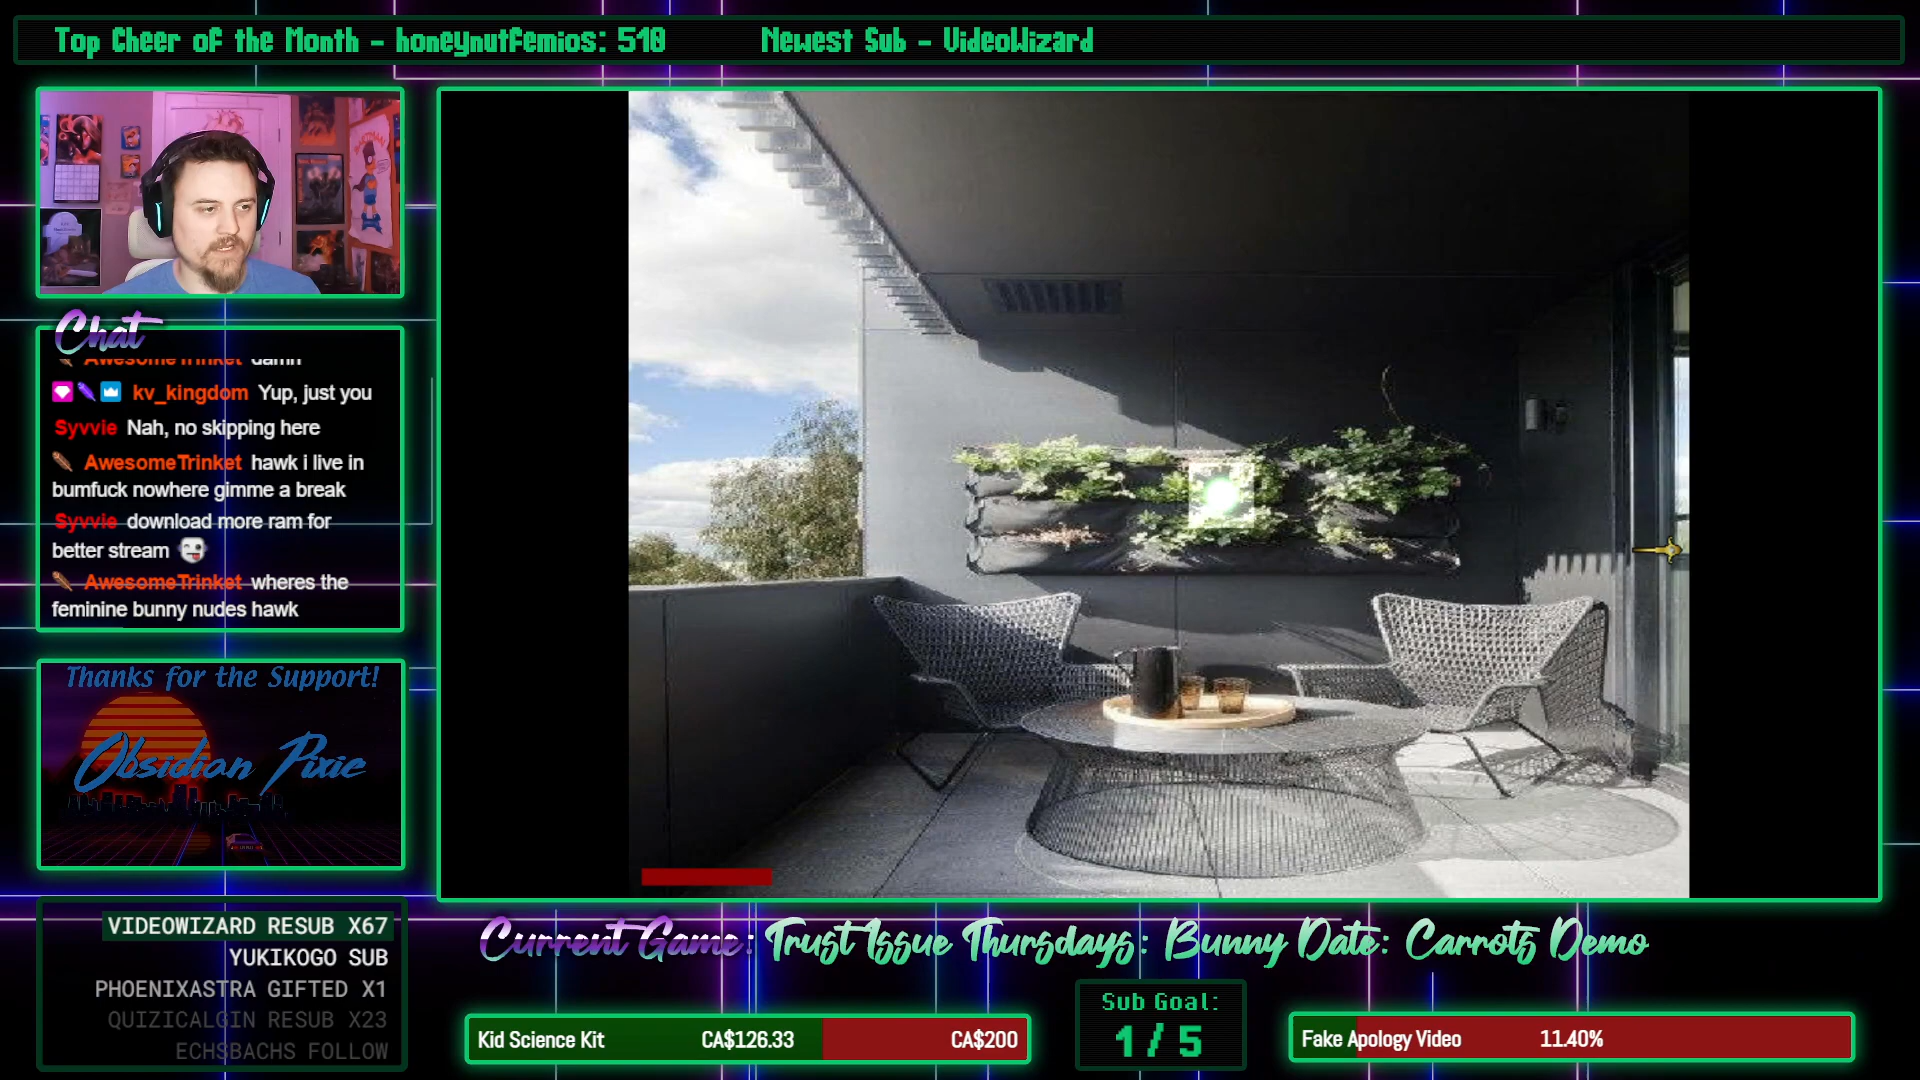 Top Cheer of the Month - honeynutfemios: 510
Newest Sub - VideoWizard
Chat
AwesomeTrinket damn
kv_kingdom Yup, just you
Syvvie Nah, no skipping here
AwesomeTrinket hawk i live in
bumfuck nowhere gimme a break
Syvvie download more ram for
better stream
AwesomeTrinket wheres the
feminine bunny nudes hawk
Thanks for the Support!
Obsidian Pixie
VIDEOWIZARD RESUB X67
YUKIKOGO SUB
PHOENIXASTRA GIFTED X1
QUIZICALGIN RESUB X23
ECHSBACHS FOLLOW
Current Game: Trust Issue Thursdays: Bunny Date: Carrots Demo
Kid Science Kit CA$126.33 CA$200
Sub Goal:
1 / 5
Fake Apology Video 11.40%